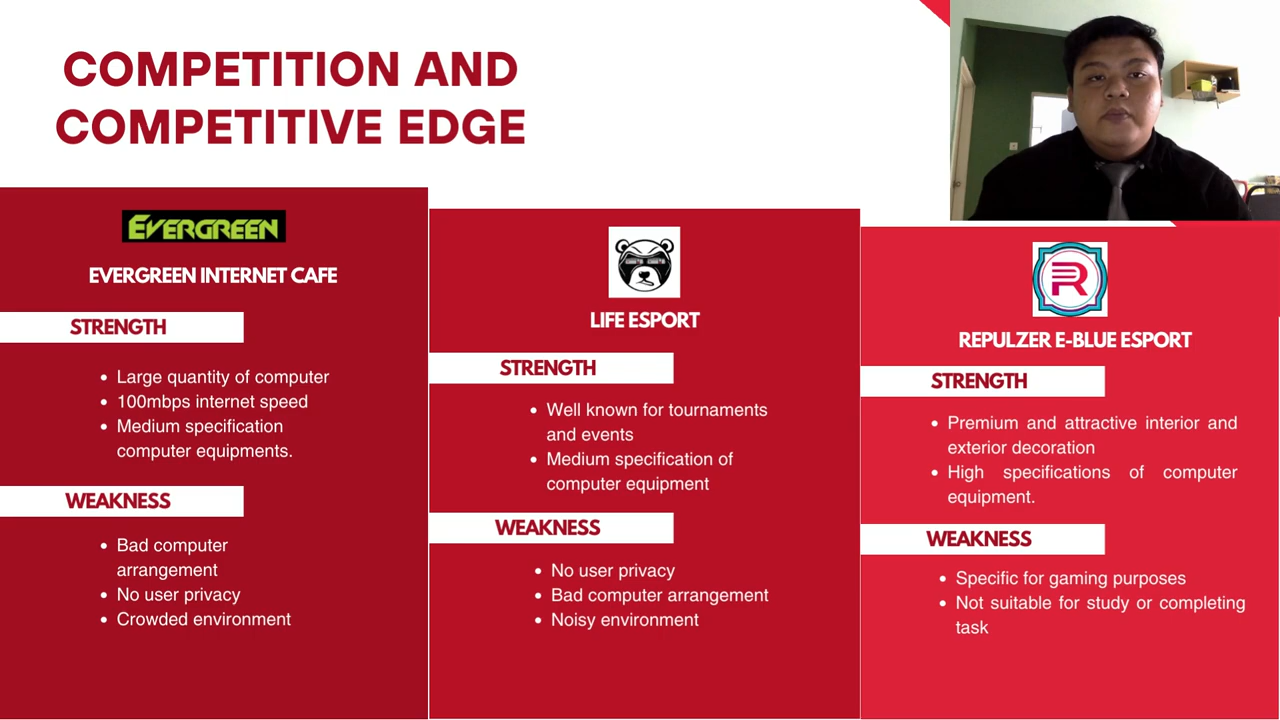 COMPETITION AND
COMPETITIVE EDGE
EVERGREEN
EVERGREEN INTERNET CAFE
STRENGTH
Large quantity of computer
100mbps internet speed
Medium specification
computer equipments.
WEAKNESS
Bad computer
arrangement
No user privacy
Crowded environment
LIFE ESPORT
STRENGTH
Well known for tournaments
and events
Medium specification of
computer equipment
WEAKNESS
No user privacy
Bad computer arrangement
Noisy environment
R
REPULZER E-BLUE ESPORT
STRENGTH
Premium and attractive interior and
exterior decoration
High specifications of computer
equipment.
WEAKNESS
Specific for gaming purposes
Not suitable for study or completing
task